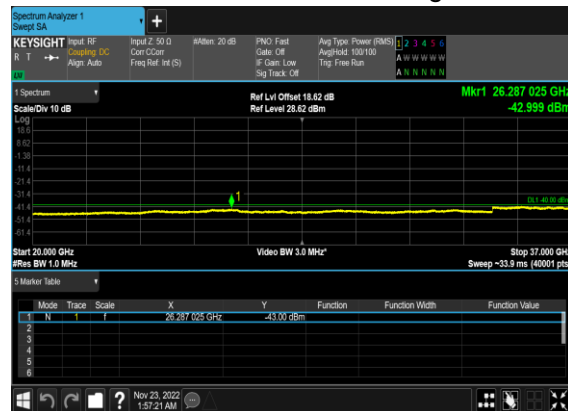 Spectrum Analyzer 1
Swept SA
+
KEYSIGHT
R T
LW
Input: RF
Coupling: DC
Align: Auto
Input Z: 50 Ω
Corr CCorr
Freq Ref: Int (S)
#Atten: 20 dB
PNO: Fast
Gate: Off
IF Gain: Low
Sig Track: Off
Avg Type: Power (RMS)
Avg|Hold: 100/100
Trig: Free Run
1 2 3 4 5 6
A W W W W W
A N N N N N
1 Spectrum
Scale/Div 10 dB
Ref Lvl Offset 18.62 dB
Ref Level 28.62 dBm
Mkr1 26.287 025 GHz
-42.999 dBm
Log
18.6
8.62
-1.38
-11.4
-21.4
-31.4
-41.4
-51.4
-61.4
1
DL1 -40.00 dBm
Start 20.000 GHz
#Res BW 1.0 MHz
Video BW 3.0 MHz*
Stop 37.000 GHz
Sweep ~33.9 ms (40001 pts)
5 Marker Table
Mode Trace Scale X Y Function Function Width Function Value
1 N 1 f 26.287 025 GHz -43.00 dBm
2
3
4
5
6
?
Nov 23, 2022
1:57:21 AM